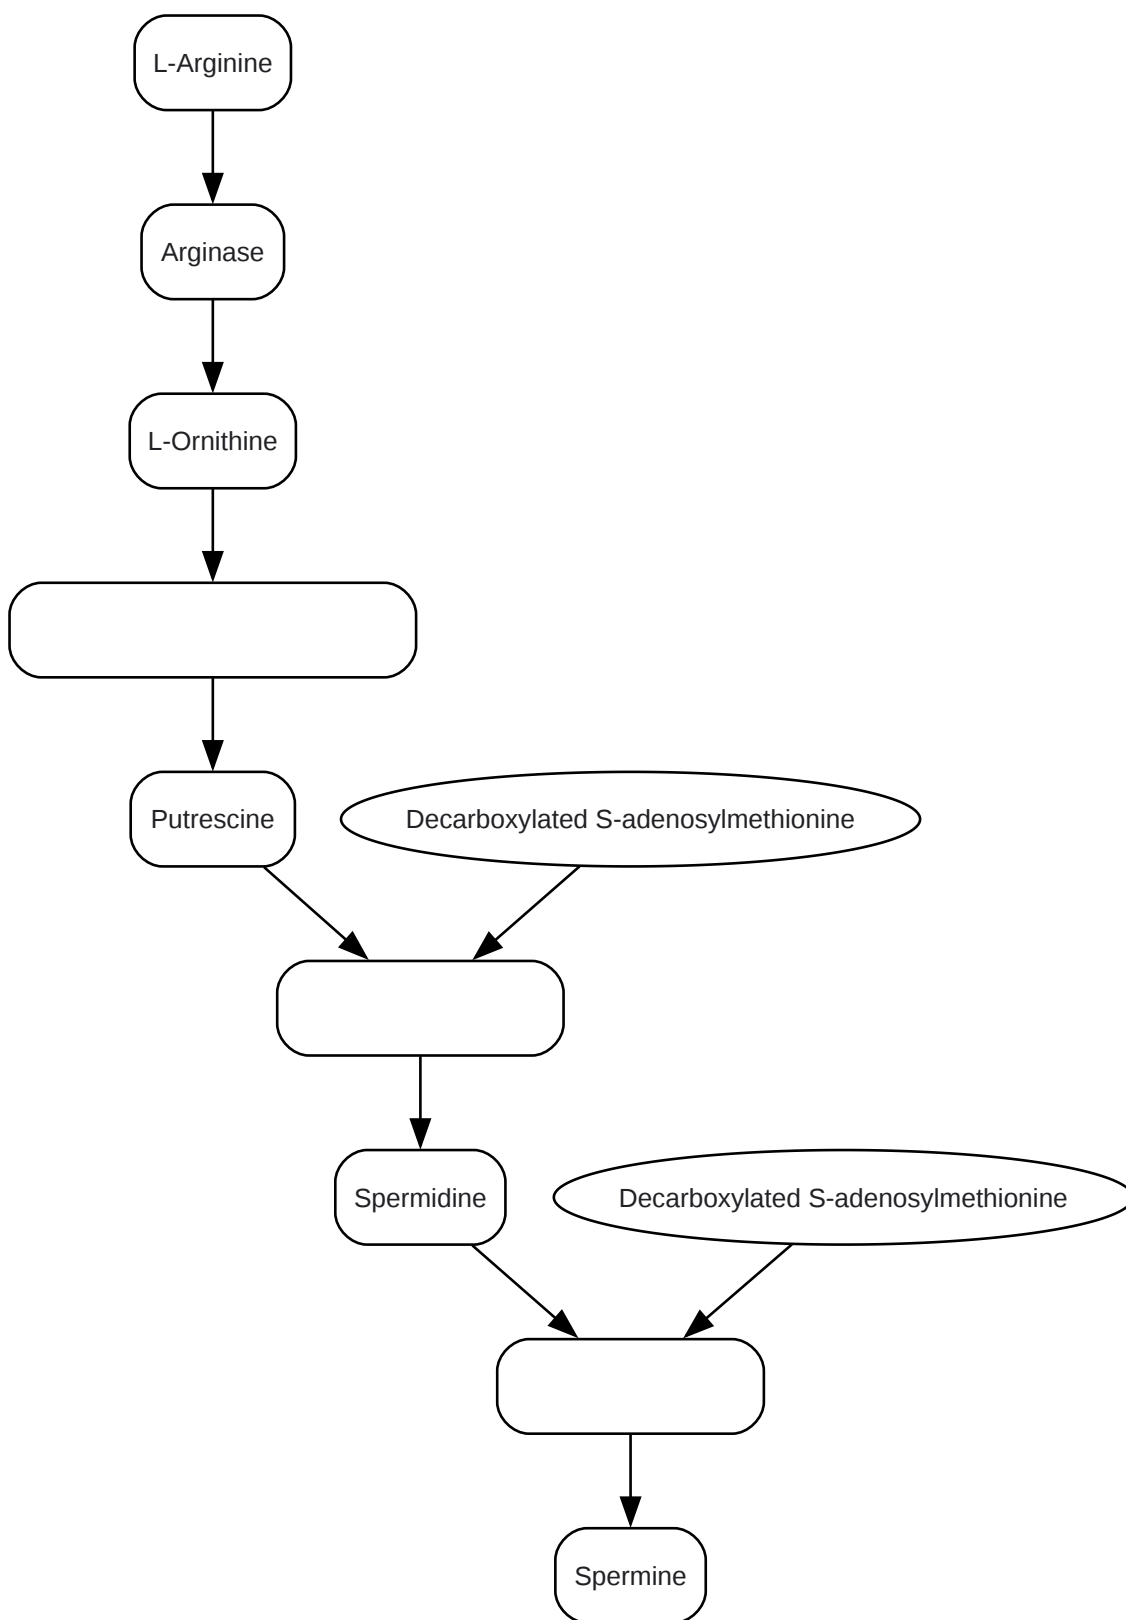 L-Arginine
Arginase
L-Ornithine
Putrescine
Decarboxylated S-adenosylmethionine
Spermidine
Decarboxylated S-adenosylmethionine
Spermine